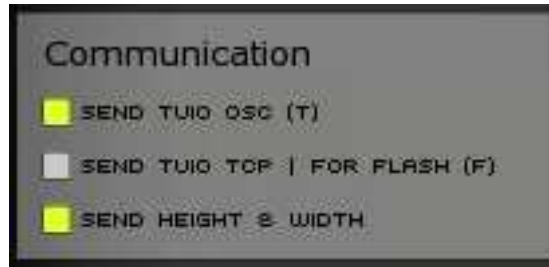 Communication
SEND TUIO OSC (T)
SEND TUIO TCP | FOR FLASH (F)
SEND HEIGHT & WIDTH